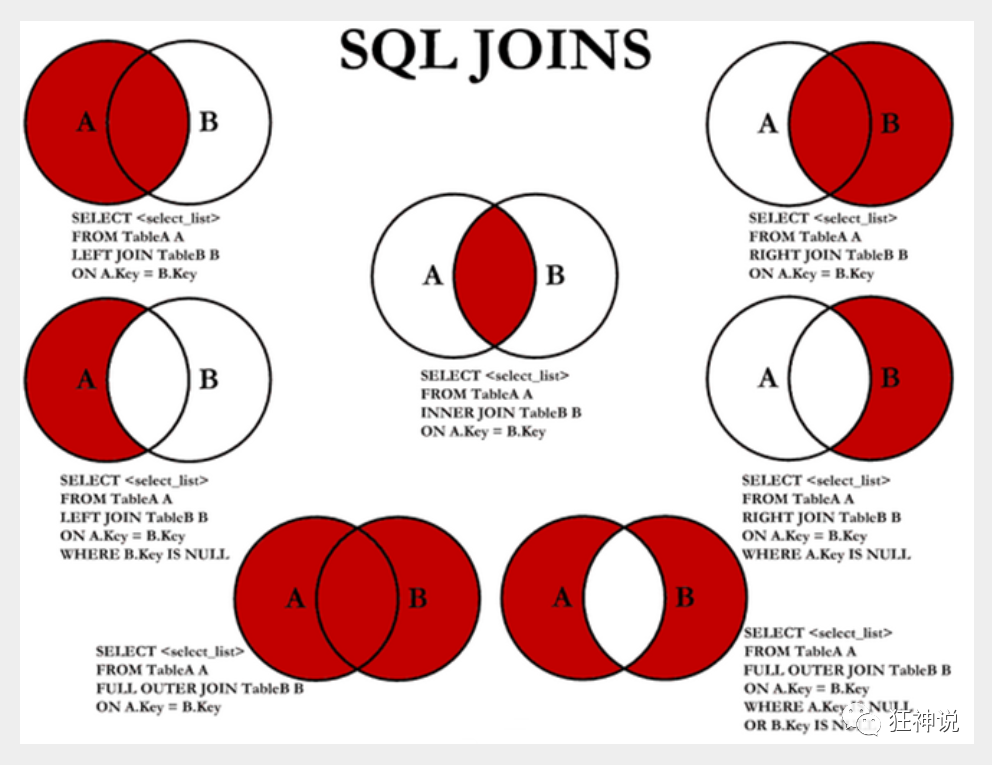 SQL JOINS
A B
SELECT <select_list>
FROM TableA A
LEFT JOIN TableB B
ON A.Key = B.Key
A B
SELECT <select_list>
FROM TableA A
RIGHT JOIN TableB B
ON A.Key = B.Key
A B
SELECT <select_list>
FROM TableA A
INNER JOIN TableB B
ON A.Key = B.Key
A B
SELECT <select_list>
FROM TableA A
LEFT JOIN TableB B
ON A.Key = B.Key
WHERE B.Key IS NULL
A B
SELECT <select_list>
FROM TableA A
RIGHT JOIN TableB B
ON A.Key = B.Key
WHERE A.Key IS NULL
A B
SELECT <select_list>
FROM TableA A
FULL OUTER JOIN TableB B
ON A.Key = B.Key
A B
SELECT <select_list>
FROM TableA A
FULL OUTER JOIN TableB B
ON A.Key = B.Key
WHERE A.Key IS NULL
OR B.Key IS NULL
狂神说